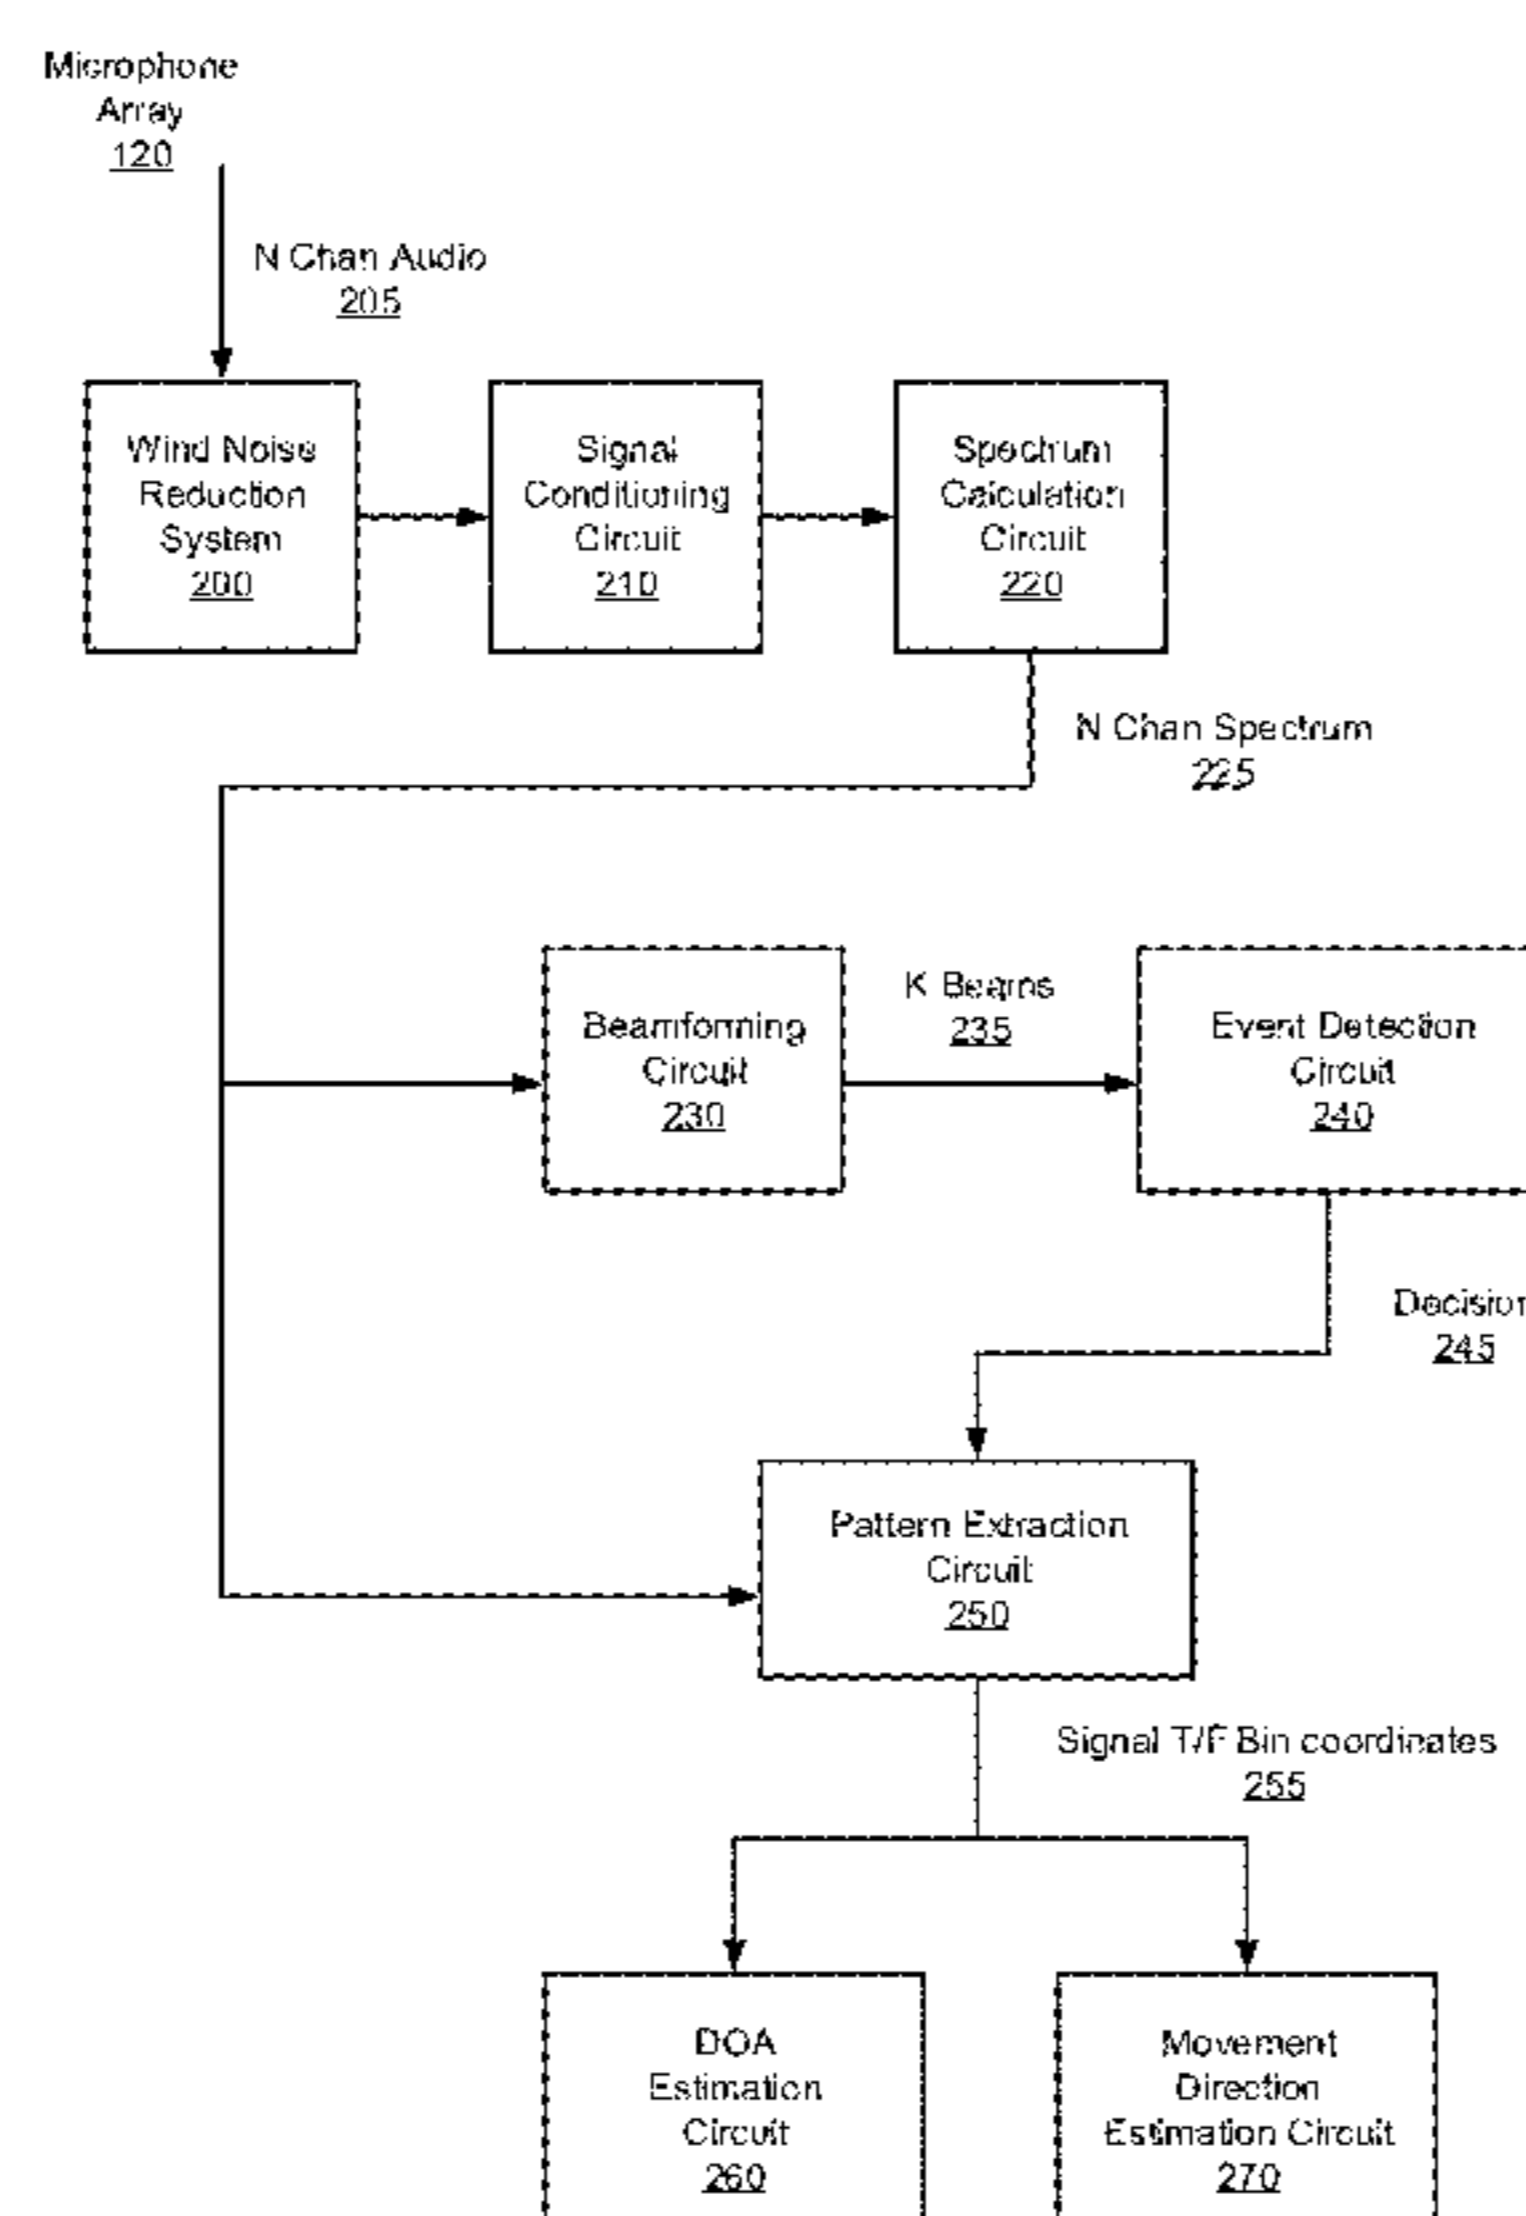 Microphone
Array
120
N Chan Audio
205
Wind Noise
Reduction
System
200
Signal
Conditioning
Circuit
210
Spectrum
Calculation
Circuit
220
N Chan Spectrum
225
Beamforming
Circuit
230
K Beams
235
Event Detection
Circuit
240
Decision
245
Pattern Extraction
Circuit
250
Signal T/F Bin coordinates
255
DOA
Estimation
Circuit
260
Movement
Direction
Estimation Circuit
270